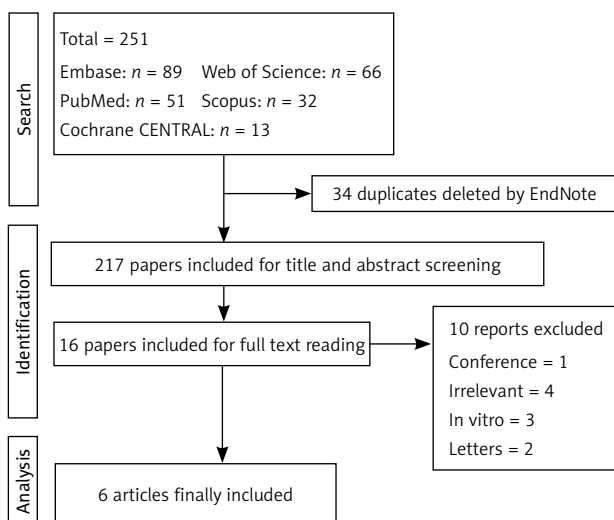 Search
Total = 251
Embase: n = 89 Web of Science: n = 66
PubMed: n = 51 Scopus: n = 32
Cochrane CENTRAL: n = 13
34 duplicates deleted by EndNote
Identification
217 papers included for title and abstract screening
16 papers included for full text reading
10 reports excluded
Conference = 1
Irrelevant = 4
In vitro = 3
Letters = 2
Analysis
6 articles finally included